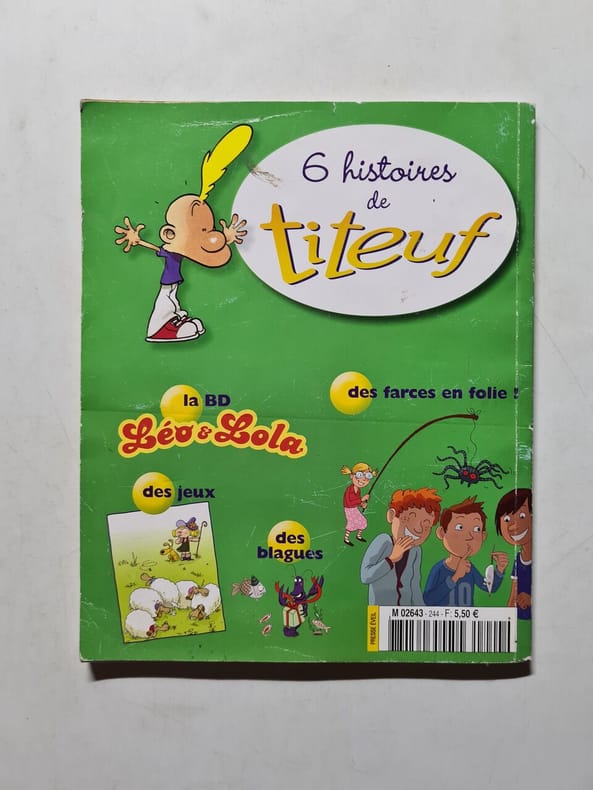 6 histoires
de
titeuf
la BD
Léo & Lola
des farces en folie !
des jeux
des
blagues
PRESSE ÉVEIL
M 02643 - 244 - F: 5,50 €